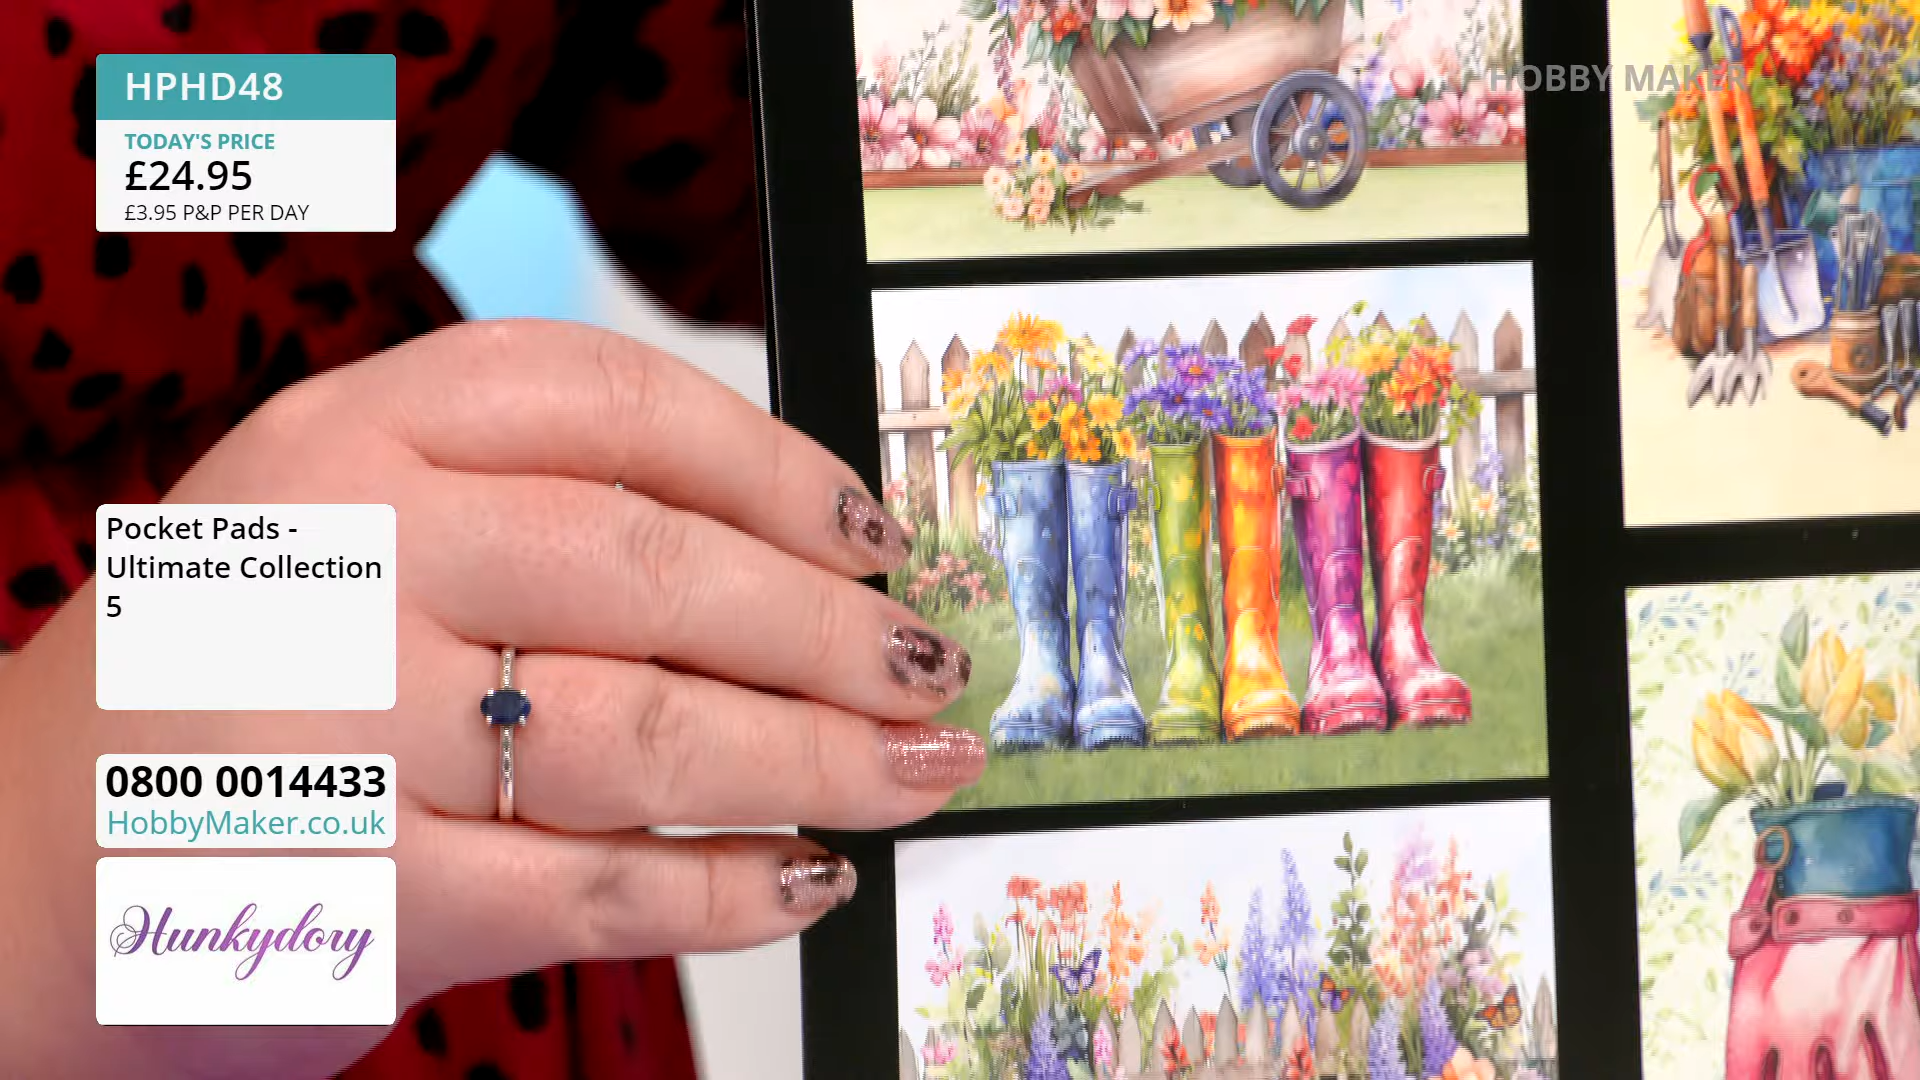 HPHD48
TODAY'S PRICE
£24.95
£3.95 P&P PER DAY
HOBBY MAKER
Pocket Pads -
Ultimate Collection
5
0800 0014433
HobbyMaker.co.uk
Hunkydory